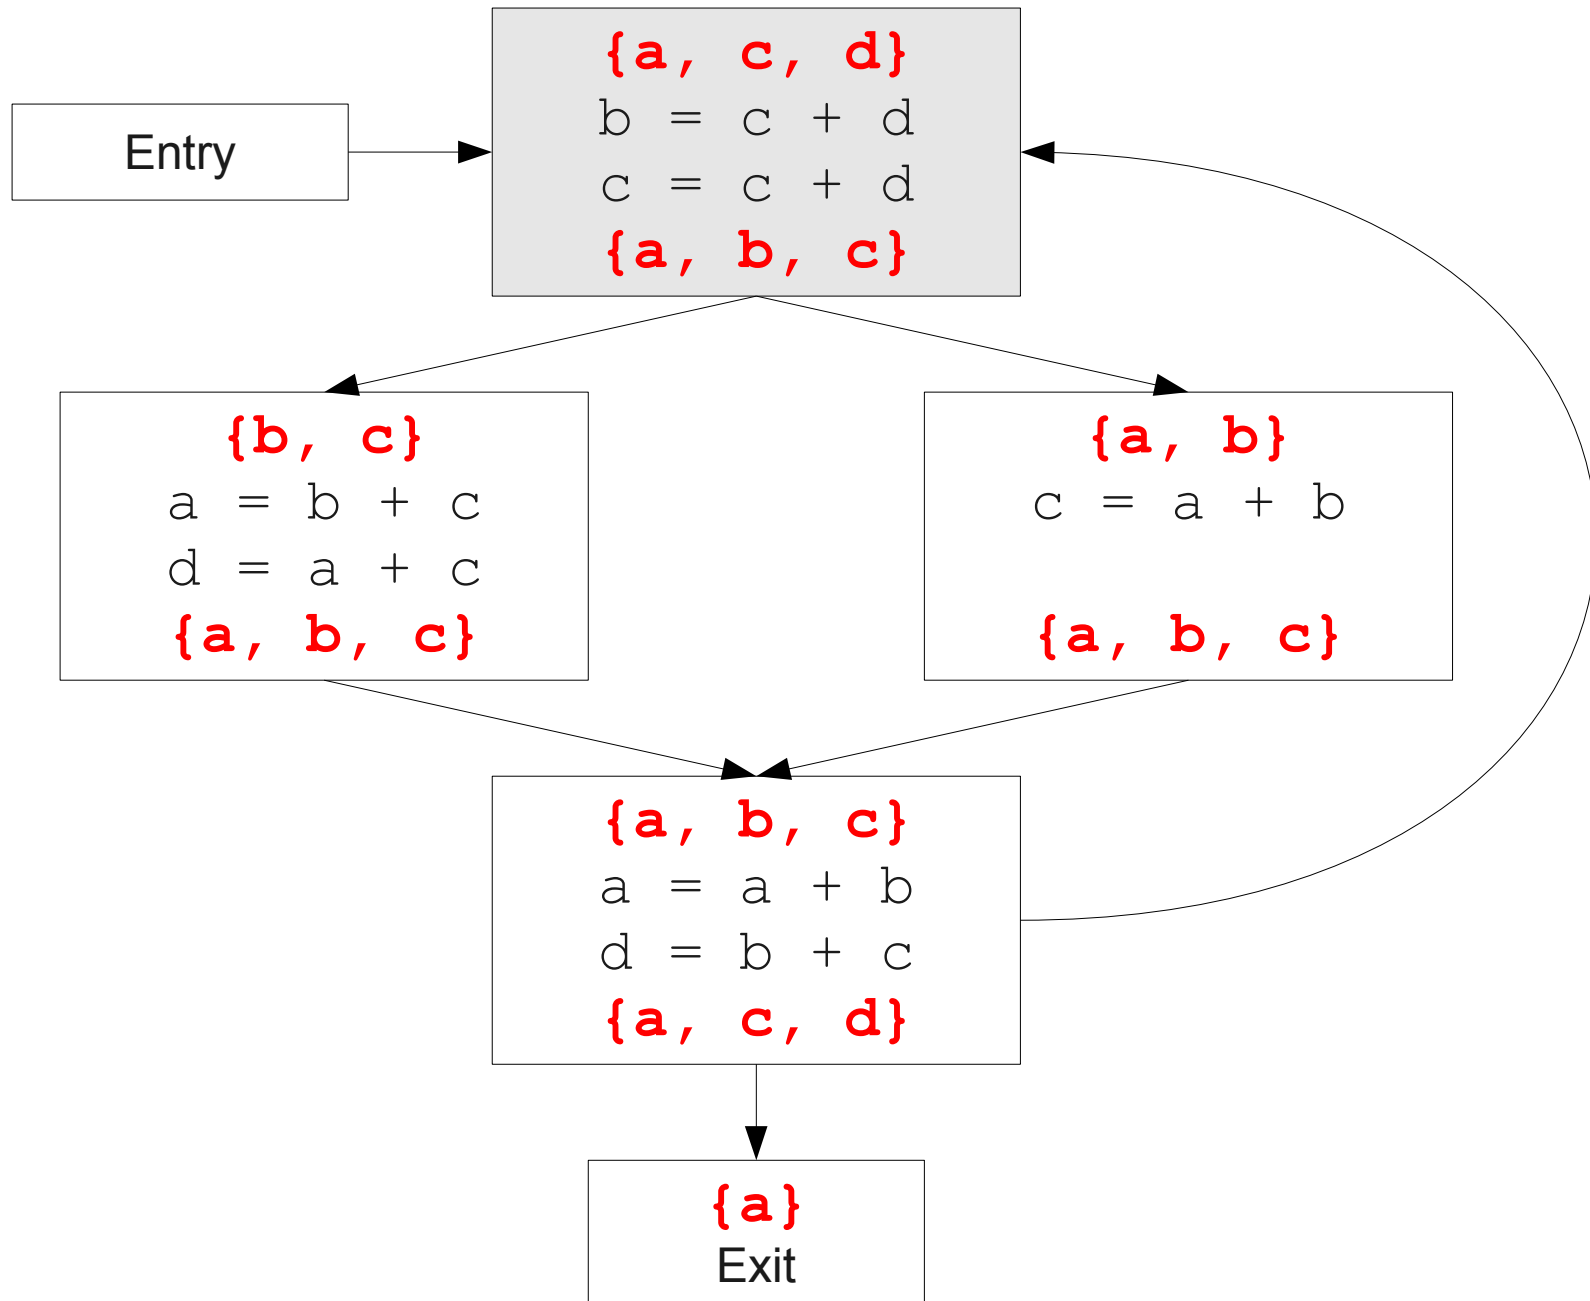 Entry
{a, c, d}
b = c + d
c = c + d
{a, b, c}
{b, c}
a = b + c
d = a + c
{a, b, c}
{a, b}
c = a + b
{a, b, c}
{a, b, c}
a = a + b
d = b + c
{a, c, d}
{a}
Exit